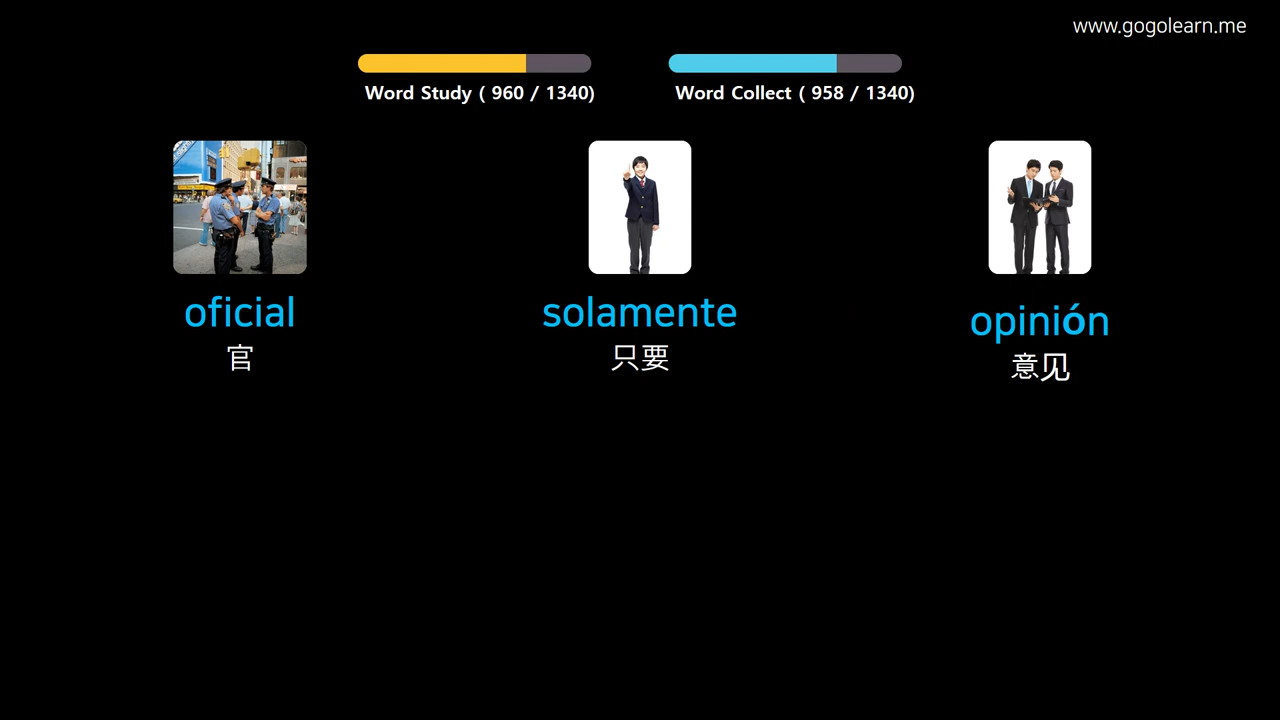 www.gogolearn.me
Word Study ( 960 / 1340)
Word Collect ( 958 / 1340)
oficial
官
solamente
只要
opinión
意见